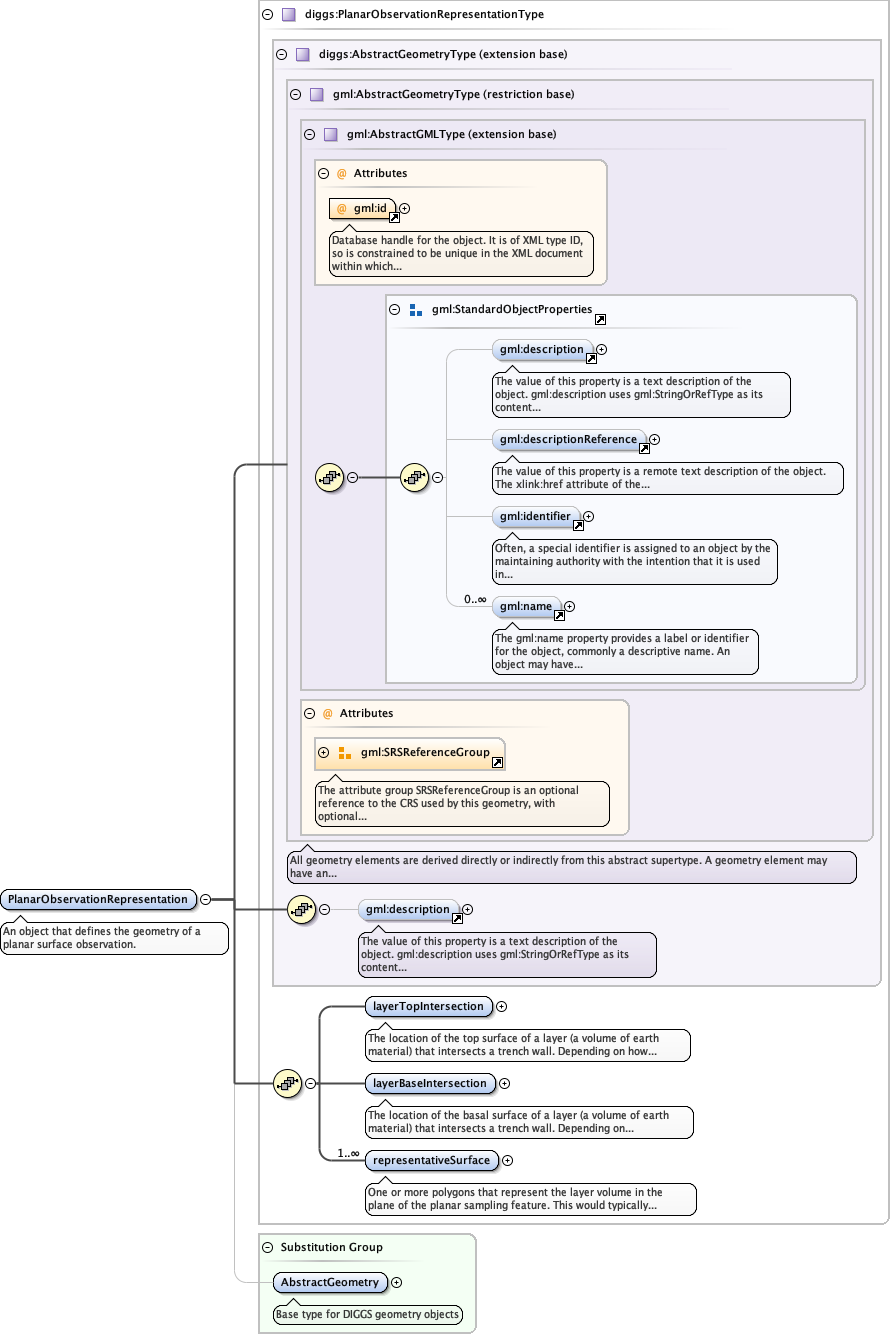 diggs:PlanarObservationRepresentationType
diggs:AbstractGeometryType (extension base)
gml:AbstractGeometryType (restriction base)
gml:AbstractGMLType (extension base)
@ Attributes
@ gml:id
Database handle for the object. It is of XML type ID,
so is constrained to be unique in the XML document
within which...
gml:StandardObjectProperties
gml:description
The value of this property is a text description of the
object. gml:description uses gml:StringOrRefType as its
content...
gml:descriptionReference
The value of this property is a remote text description of the object.
The xlink:href attribute of the...
gml:identifier
Often, a special identifier is assigned to an object by the
maintaining authority with the intention that it is used
in...
0..∞
gml:name
The gml:name property provides a label or identifier
for the object, commonly a descriptive name. An
object may have...
@ Attributes
gml:SRSReferenceGroup
The attribute group SRSReferenceGroup is an optional
reference to the CRS used by this geometry, with
optional...
All geometry elements are derived directly or indirectly from this abstract supertype. A geometry element may
have an...
PlanarObservationRepresentation
An object that defines the geometry of a
planar surface observation.
gml:description
The value of this property is a text description of the
object. gml:description uses gml:StringOrRefType as its
content...
layerTopIntersection
The location of the top surface of a layer (a volume of earth
material) that intersects a trench wall. Depending on how...
layerBaseIntersection
The location of the basal surface of a layer (a volume of earth
material) that intersects a trench wall. Depending on...
1..∞
representativeSurface
One or more polygons that represent the layer volume in the
plane of the planar sampling feature. This would typically...
Substitution Group
AbstractGeometry
Base type for DIGGS geometry objects